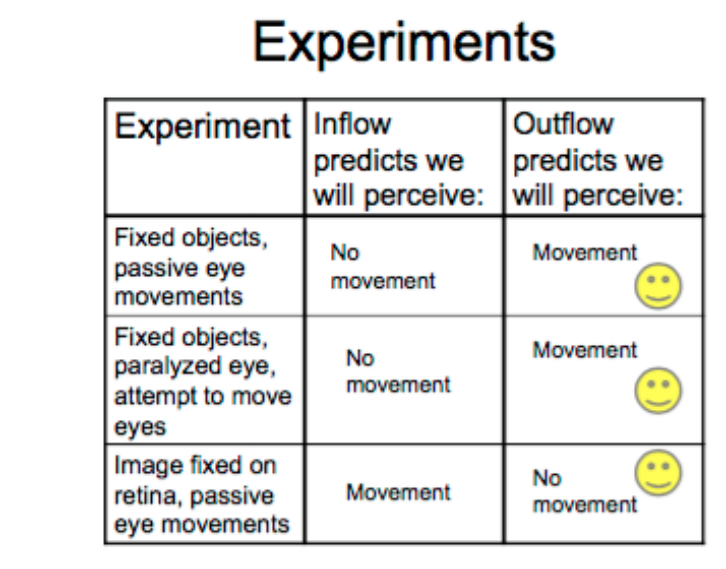 Experiments
Experiment
Inflow
predicts we
will perceive:
Outflow
predicts we
will perceive:
Fixed objects,
passive eye
movements
No
movement
Movement
Fixed objects,
paralyzed eye,
attempt to move
eyes
No
movement
Movement
Image fixed on
retina, passive
eye movements
Movement
No
movement